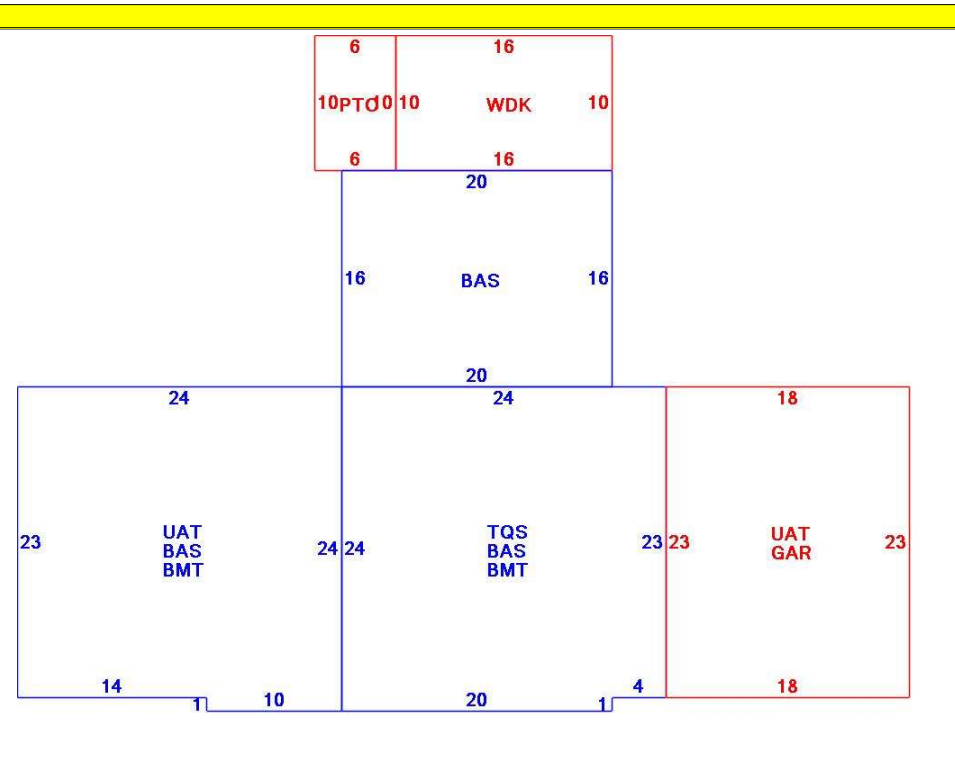 6 16
10 PTO 10 10 WDK 10
6 16
20
16 BAS 16
20
24 24 18
23 UAT BAS BMT 24 24 TQS BAS BMT 23 23 UAT GAR 23
14 1 10 20 1 4 18